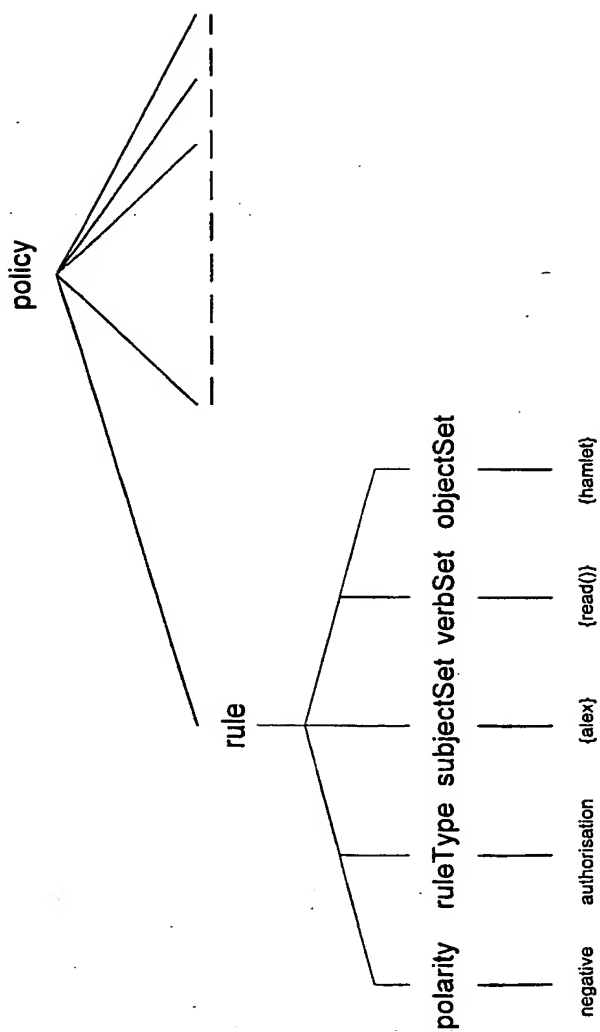 policy
rule
polarity ruleType subjectSet verbSet objectSet
negative authorisation {alex} {read()} {hamlet}